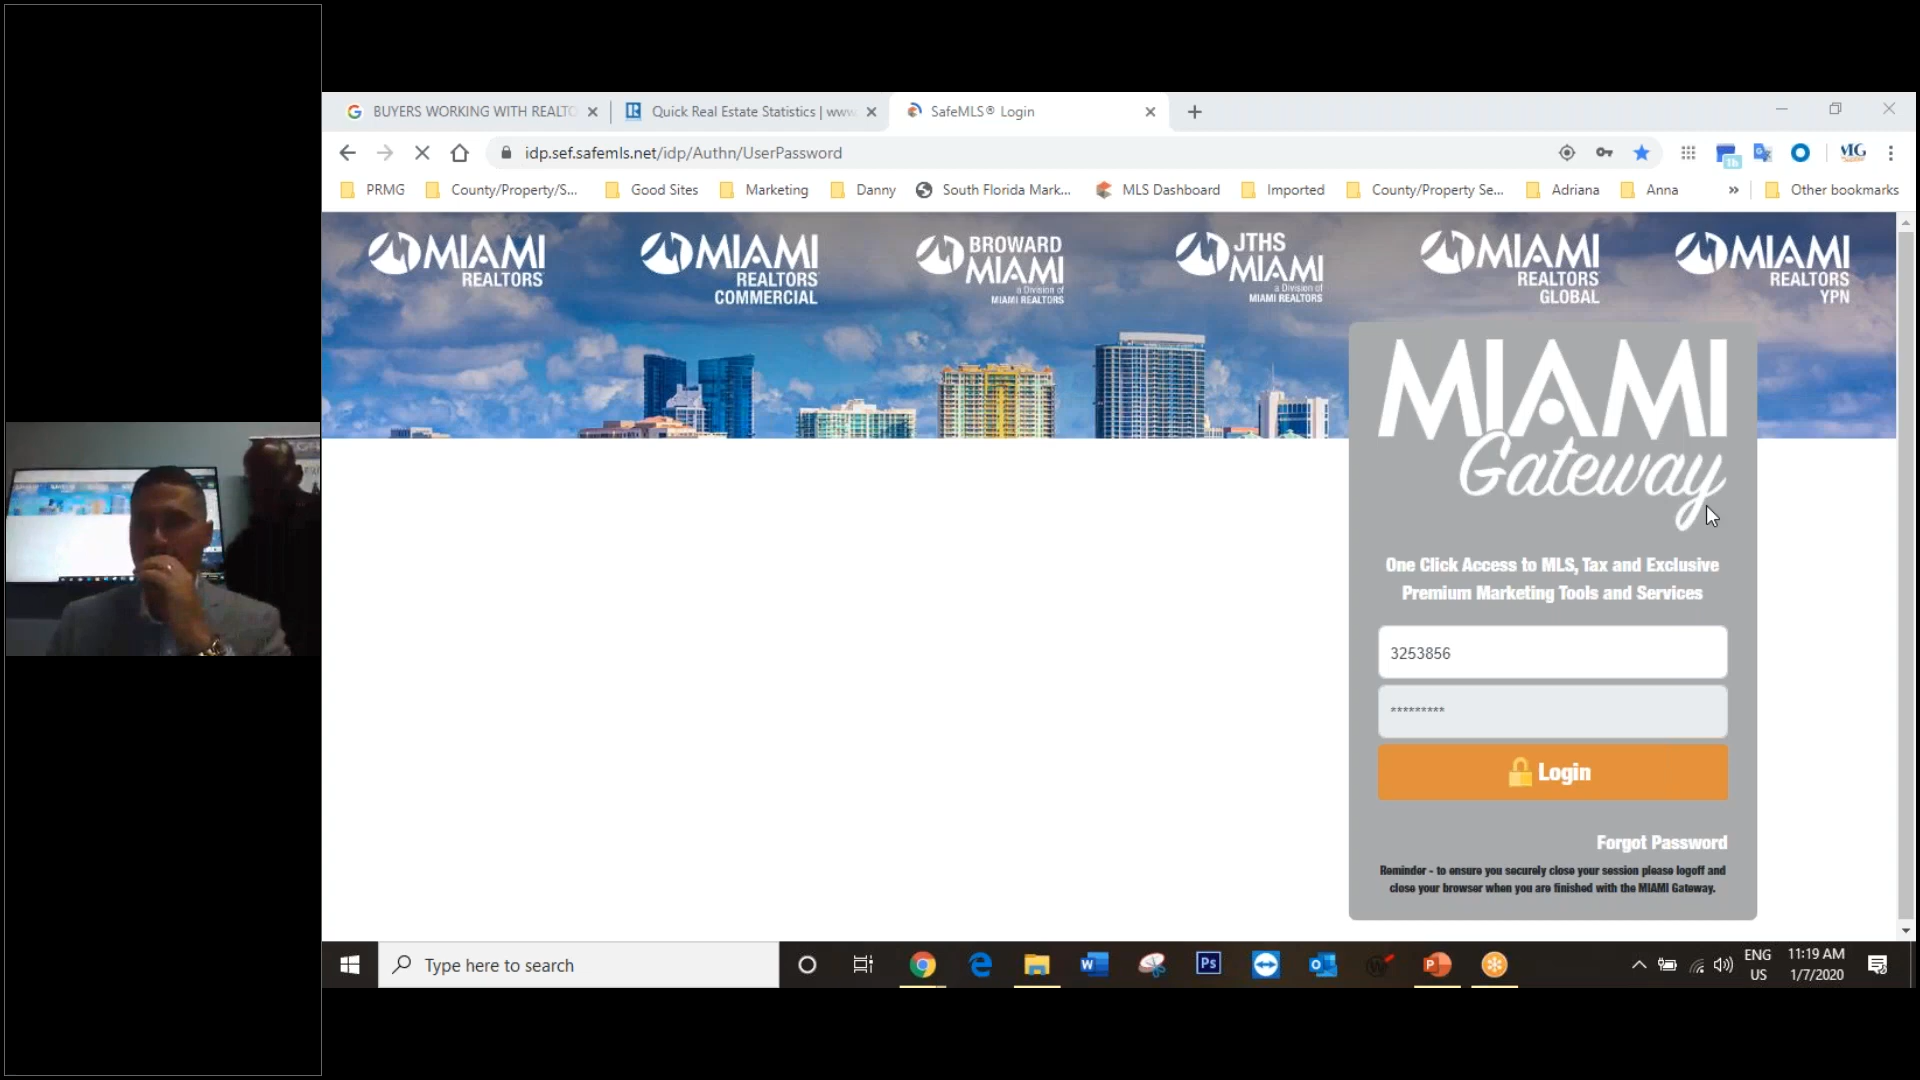 BUYERS WORKING WITH REALTO
Quick Real Estate Statistics | www.
SafeMLS® Login
idp.sef.safemls.net/idp/Authn/UserPassword
1h
MG
PRMG
County/Property/S...
Good Sites
Marketing
Danny
South Florida Mark...
MLS Dashboard
Imported
County/Property Se...
Adriana
Anna
»
Other bookmarks
MIAMI
REALTORS
MIAMI
REALTORS
COMMERCIAL
BROWARD
MIAMI
a Division of
MIAMI REALTORS
JTHS
MIAMI
a Division of
MIAMI REALTORS
MIAMI
REALTORS
GLOBAL
MIAMI
REALTORS
YPN
MIAMI
Gateway
One Click Access to MLS, Tax and Exclusive
Premium Marketing Tools and Services
3253856
*********
Login
Forgot Password
Reminder - to ensure you securely close your session please logoff and
close your browser when you are finished with the MIAMI Gateway.
Type here to search
Ps
ENG
US
11:19 AM
1/7/2020